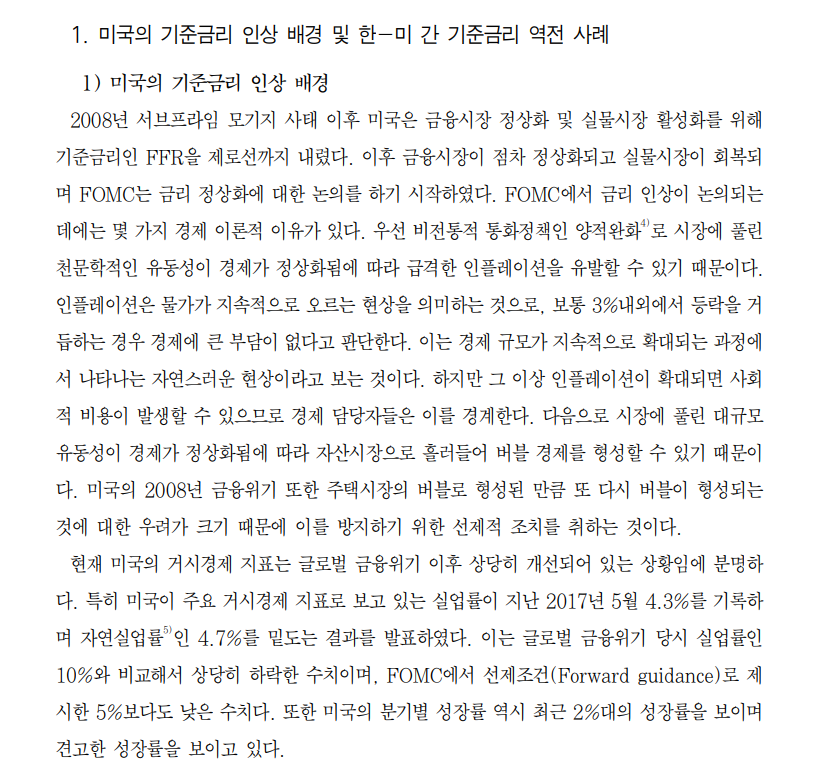 1. 미국의 기준금리 인상 배경 및 한-미 간 기준금리 역전 사례
1) 미국의 기준금리 인상 배경
2008년 서브프라임 모기지 사태 이후 미국은 금융시장 정상화 및 실물시장 활성화를 위해
기준금리인 FFR을 제로선까지 내렸다. 이후 금융시장이 점차 정상화되고 실물시장이 회복되
며 FOMC는 금리 정상화에 대한 논의를 하기 시작하였다. FOMC에서 금리 인상이 논의되는
데에는 몇 가지 경제 이론적 이유가 있다. 우선 비전통적 통화정책인 양적완화4)로 시장에 풀린
천문학적인 유동성이 경제가 정상화됨에 따라 급격한 인플레이션을 유발할 수 있기 때문이다.
인플레이션은 물가가 지속적으로 오르는 현상을 의미하는 것으로, 보통 3%내외에서 등락을 거
듭하는 경우 경제에 큰 부담이 없다고 판단한다. 이는 경제 규모가 지속적으로 확대되는 과정에
서 나타나는 자연스러운 현상이라고 보는 것이다. 하지만 그 이상 인플레이션이 확대되면 사회
적 비용이 발생할 수 있으므로 경제 담당자들은 이를 경계한다. 다음으로 시장에 풀린 대규모
유동성이 경제가 정상화됨에 따라 자산시장으로 흘러들어 버블 경제를 형성할 수 있기 때문이
다. 미국의 2008년 금융위기 또한 주택시장의 버블로 형성된 만큼 또 다시 버블이 형성되는
것에 대한 우려가 크기 때문에 이를 방지하기 위한 선제적 조치를 취하는 것이다.
현재 미국의 거시경제 지표는 글로벌 금융위기 이후 상당히 개선되어 있는 상황임에 분명하
다. 특히 미국이 주요 거시경제 지표로 보고 있는 실업률이 지난 2017년 5월 4.3%를 기록하
며 자연실업률5)인 4.7%를 밑도는 결과를 발표하였다. 이는 글로벌 금융위기 당시 실업률인
10%와 비교해서 상당히 하락한 수치이며, FOMC에서 선제조건(Forward guidance)로 제
시한 5%보다도 낮은 수치다. 또한 미국의 분기별 성장률 역시 최근 2%대의 성장률을 보이며
견고한 성장률을 보이고 있다.